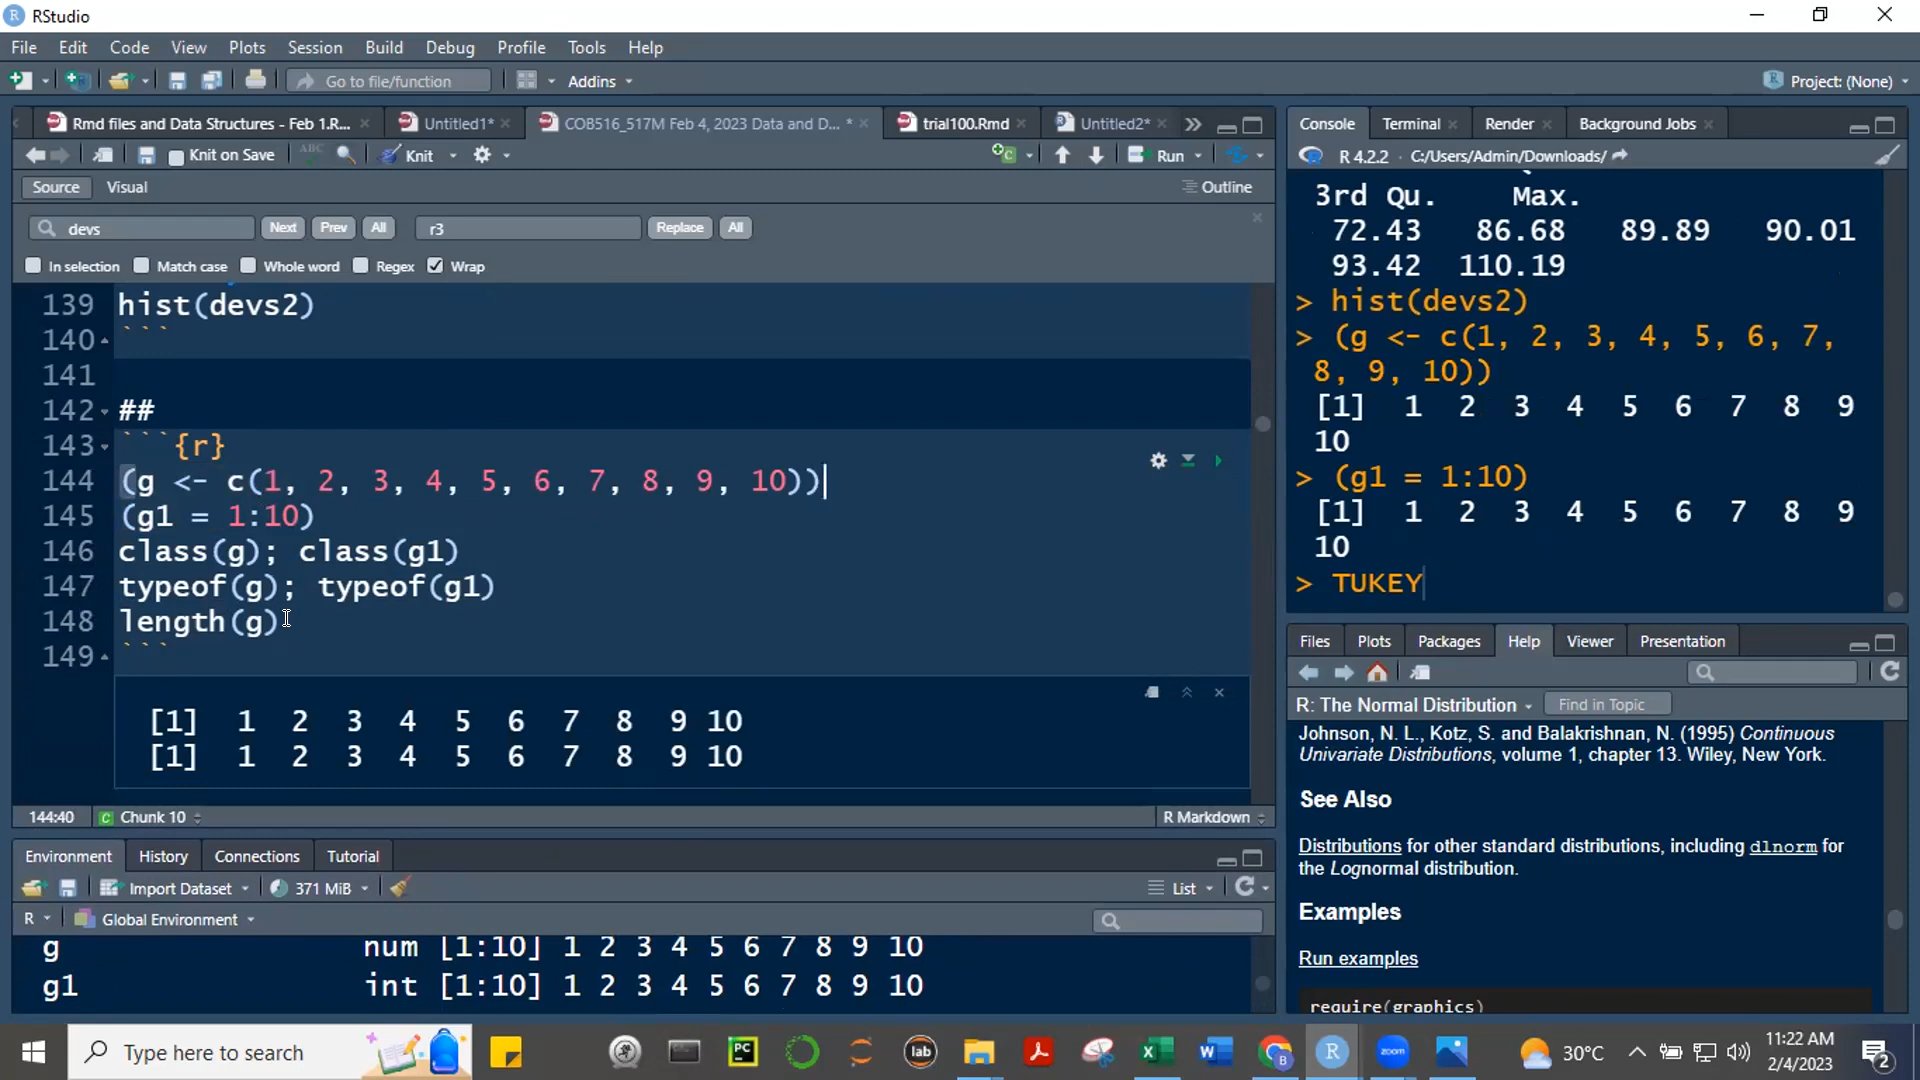 RStudio
File Edit Code View Plots Session Build Debug Profile Tools Help
Go to file/function Addins Project: (None)
Rmd files and Data Structures - Feb 1.R... Untitled1* COB516_517M Feb 4, 2023 Data and D... * trial100.Rmd Untitled2*
Knit on Save ABC Knit Run
Source Visual Outline
devs Next Prev All r3 Replace All
In selection Match case Whole word Regex Wrap
139 hist(devs2)
140 ```
141
142 ##
143 ```{r}
144 (g <- c(1, 2, 3, 4, 5, 6, 7, 8, 9, 10))
145 (g1 = 1:10)
146 class(g); class(g1)
147 typeof(g); typeof(g1)
148 length(g)
149 ```
[1] 1 2 3 4 5 6 7 8 9 10
[1] 1 2 3 4 5 6 7 8 9 10
144:40 C Chunk 10 R Markdown
Environment History Connections Tutorial
Import Dataset 371 MiB List
R Global Environment
g num [1:10] 1 2 3 4 5 6 7 8 9 10
g1 int [1:10] 1 2 3 4 5 6 7 8 9 10
Console Terminal Render Background Jobs
R 4.2.2 · C:/Users/Admin/Downloads/
3rd Qu. Max.
72.43 86.68 89.89 90.01
93.42 110.19
> hist(devs2)
> (g <- c(1, 2, 3, 4, 5, 6, 7,
8, 9, 10))
[1] 1 2 3 4 5 6 7 8 9
10
> (g1 = 1:10)
[1] 1 2 3 4 5 6 7 8 9
10
> TUKEY
Files Plots Packages Help Viewer Presentation
R: The Normal Distribution Find in Topic
Johnson, N. L., Kotz, S. and Balakrishnan, N. (1995) Continuous
Univariate Distributions, volume 1, chapter 13. Wiley, New York.
See Also
Distributions for other standard distributions, including dlnorm for
the Lognormal distribution.
Examples
Run examples
require(graphics)
Type here to search PC lab zoom 30°C 11:22 AM
2/4/2023 2